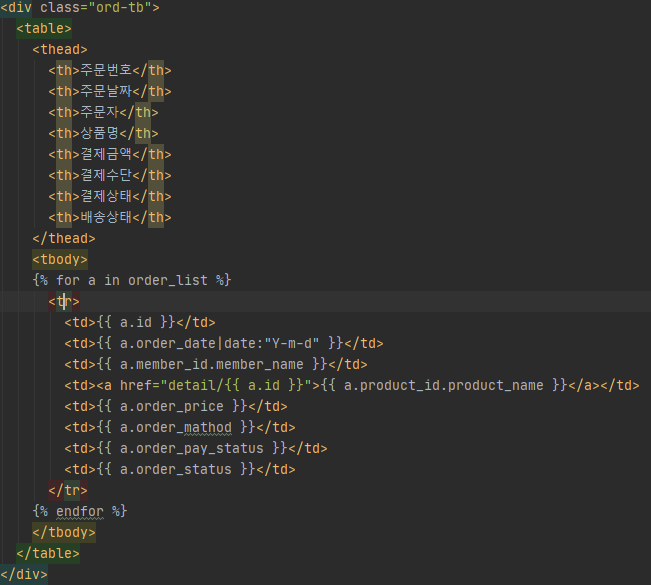 <div class="ord-tb">
<table>
<thead>
<th>주문번호</th>
<th>주문날짜</th>
<th>주문자</th>
<th>상품명</th>
<th>결제금액</th>
<th>결제수단</th>
<th>결제상태</th>
<th>배송상태</th>
</thead>
<tbody>
{% for a in order_list %}
<tr>
<td>{{ a.id }}</td>
<td>{{ a.order_date|date:"Y-m-d" }}</td>
<td>{{ a.member_id.member_name }}</td>
<td><a href="detail/{{ a.id }}">{{ a.product_id.product_name }}</a></td>
<td>{{ a.order_price }}</td>
<td>{{ a.order_mathod }}</td>
<td>{{ a.order_pay_status }}</td>
<td>{{ a.order_status }}</td>
</tr>
{% endfor %}
</tbody>
</table>
</div>